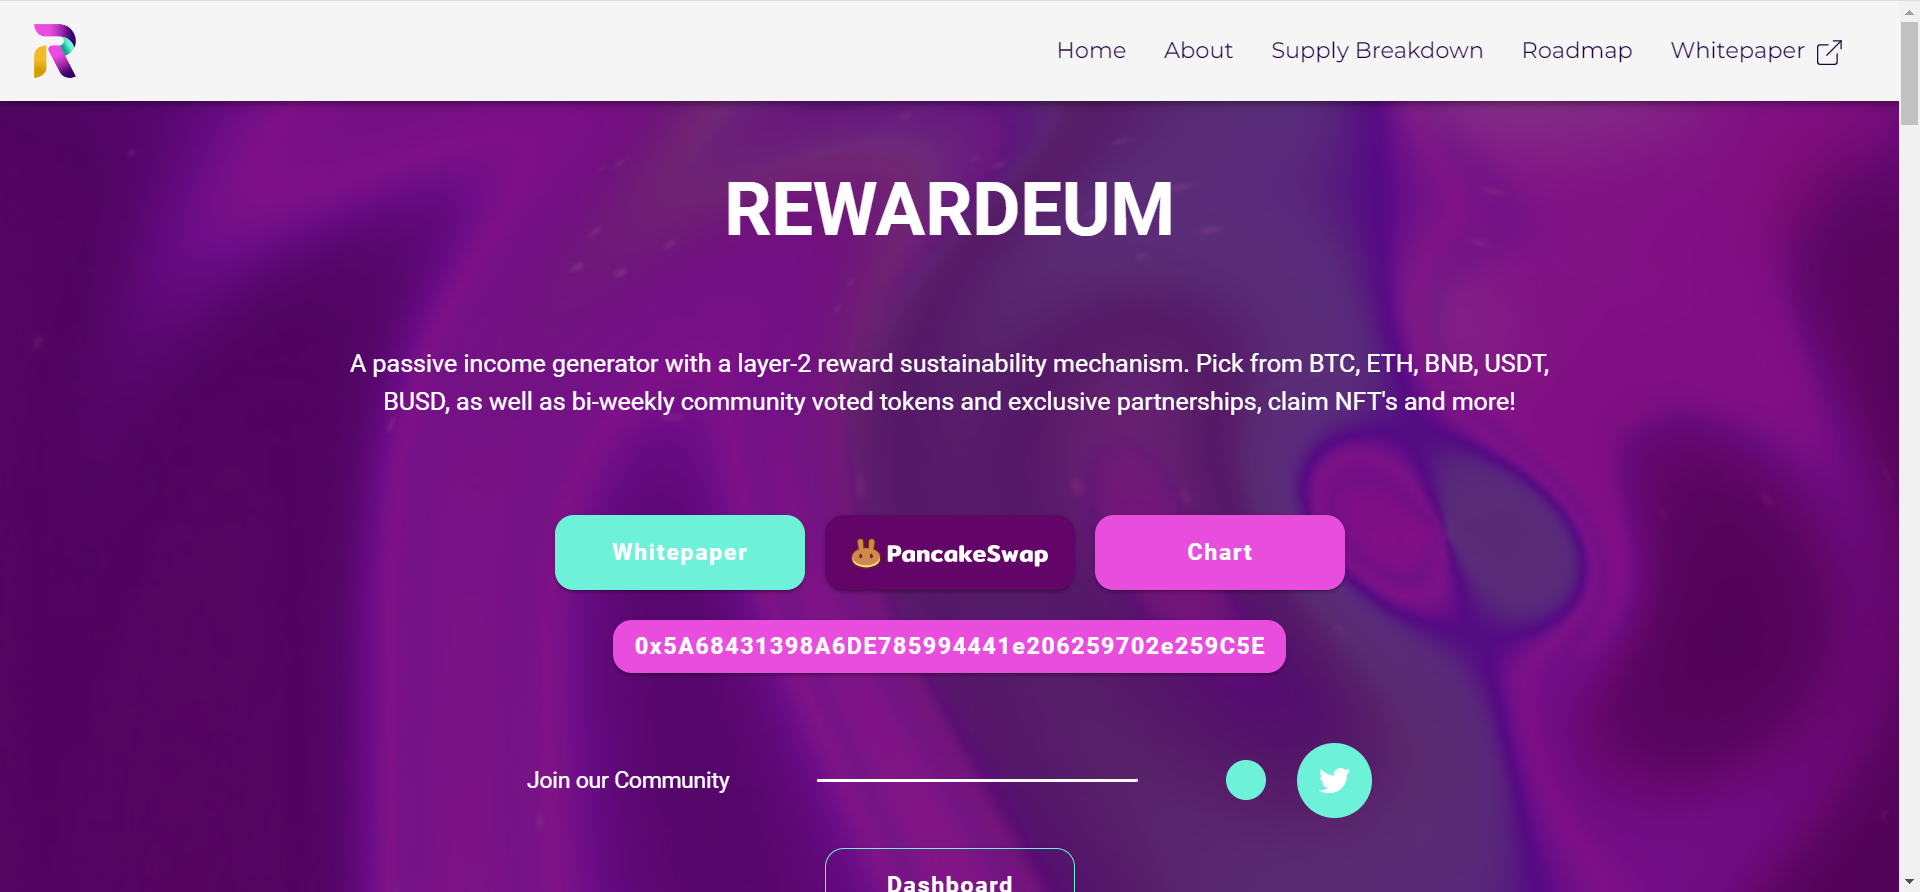 Home
About
Supply Breakdown
Roadmap
Whitepaper
REWARDEUM
A passive income generator with a layer-2 reward sustainability mechanism. Pick from BTC, ETH, BNB, USDT,
BUSD, as well as bi-weekly community voted tokens and exclusive partnerships, claim NFT's and more!
Whitepaper
PancakeSwap
Chart
0x5A68431398A6DE785994441e206259702e259C5E
Join our Community
Dashboard